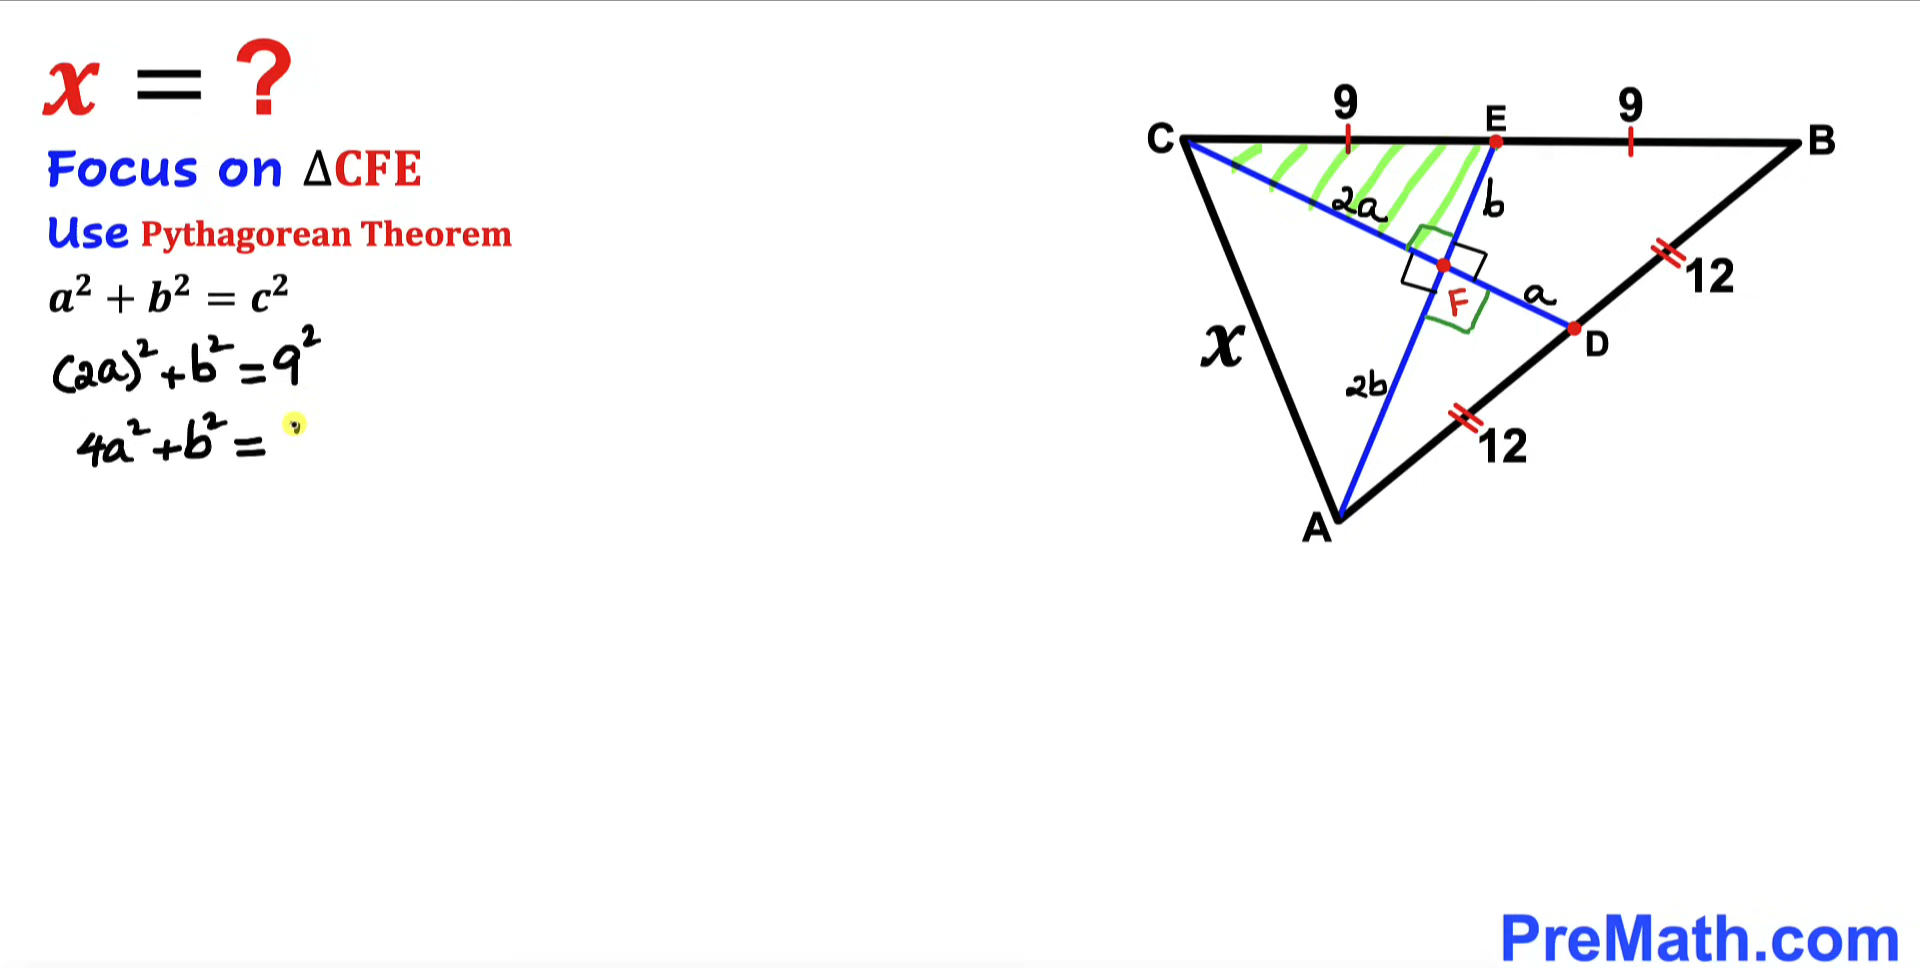 x = ?
Focus on ΔCFE
Use Pythagorean Theorem
a² + b² = c²
(2a)² + b² = 9²
4a² + b² =
9
9
C
E
B
2a
b
12
F
a
x
D
2b
12
A
PreMath.com